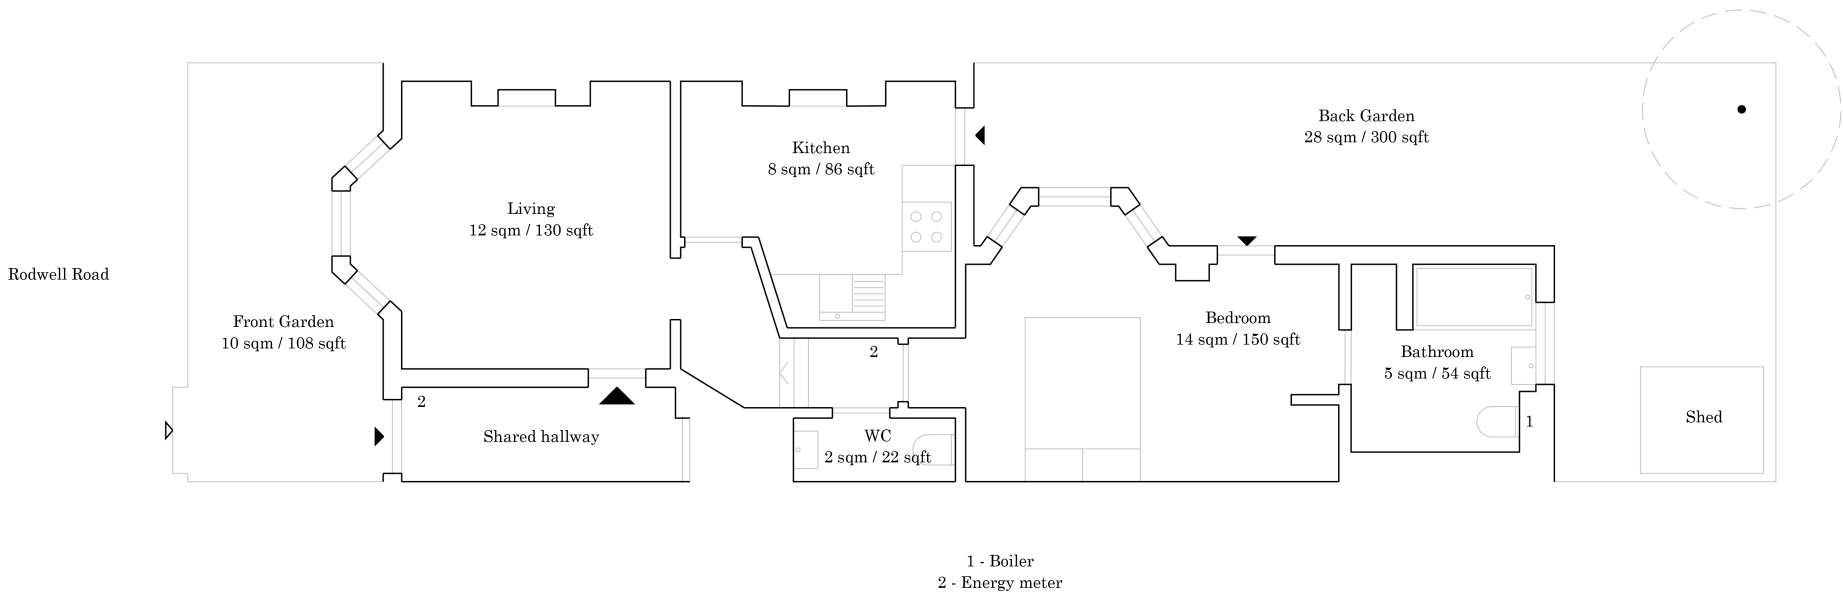 Rodwell Road
Front Garden
10 sqm / 108 sqft
Living
12 sqm / 130 sqft
2
Shared hallway
Kitchen
8 sqm / 86 sqft
2
WC
2 sqm / 22 sqft
Back Garden
28 sqm / 300 sqft
Bedroom
14 sqm / 150 sqft
Bathroom
5 sqm / 54 sqft
1
Shed
1 - Boiler
2 - Energy meter